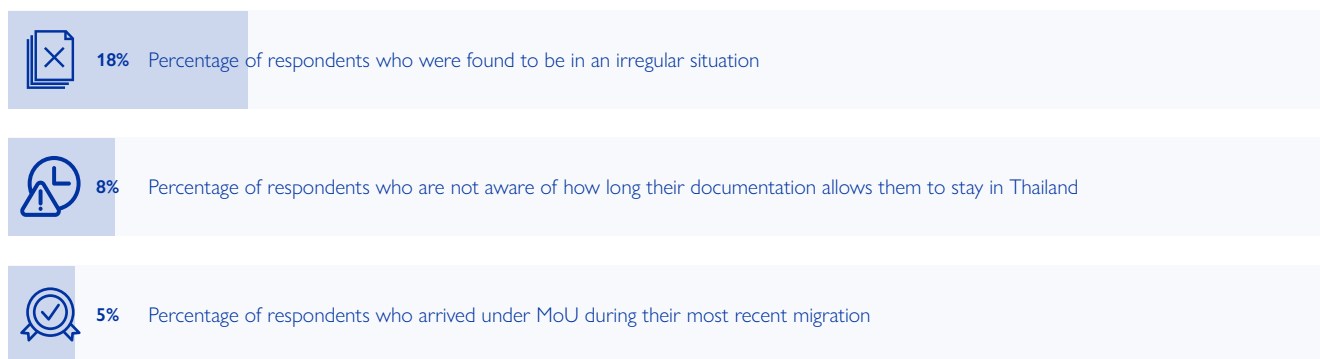 18% Percentage of respondents who were found to be in an irregular situation
8% Percentage of respondents who are not aware of how long their documentation allows them to stay in Thailand
5% Percentage of respondents who arrived under MoU during their most recent migration